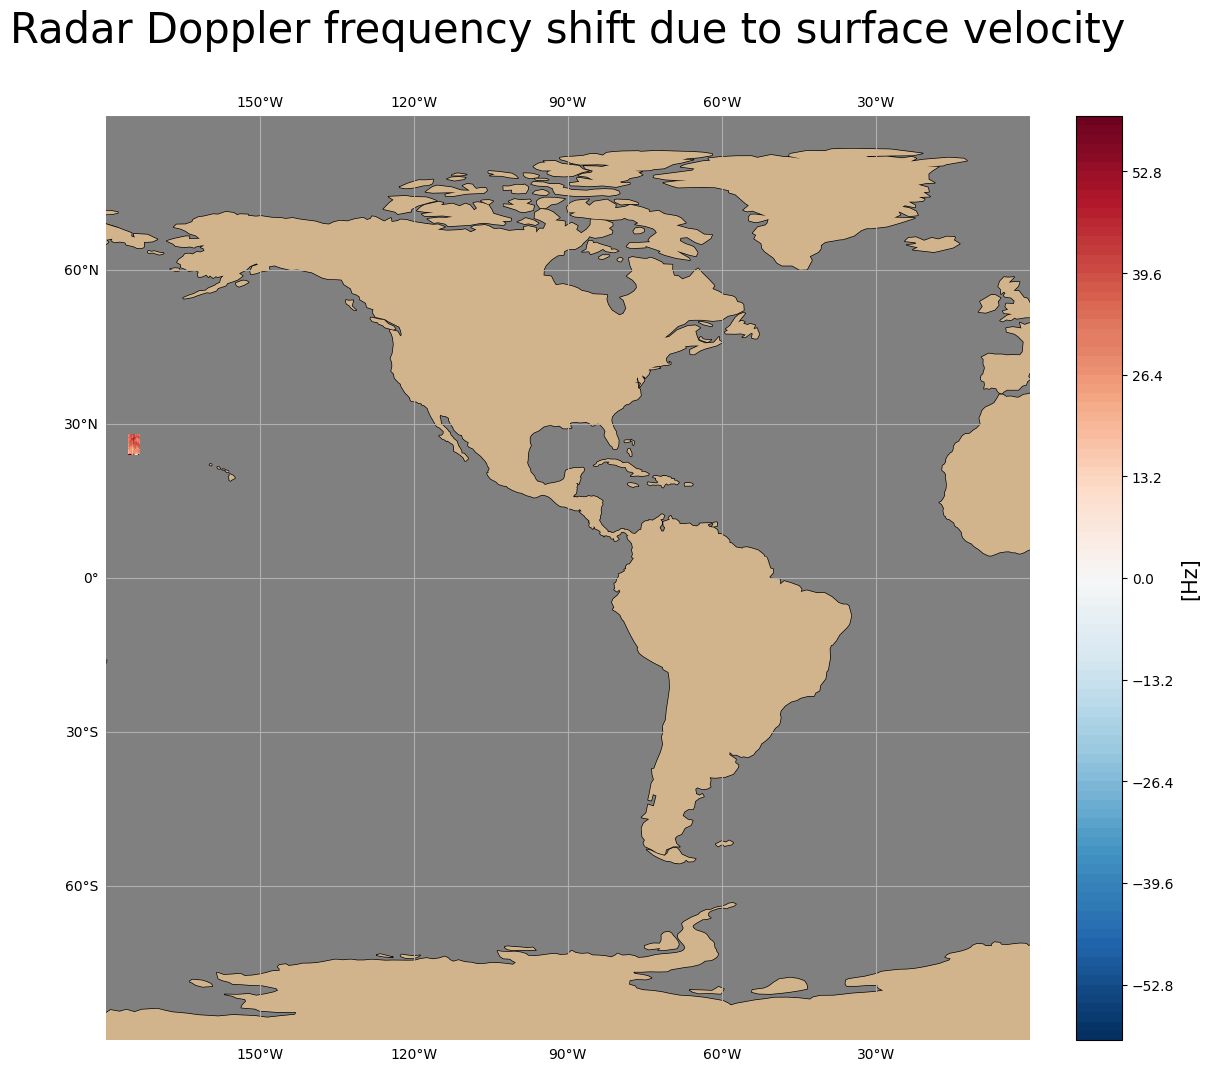 Radar Doppler frequency shift due to surface velocity
150°W 120°W 90°W 60°W 30°W
60°N
30°N
0°
30°S
60°S
150°W 120°W 90°W 60°W 30°W
52.8
39.6
26.4
13.2
0.0
−13.2
−26.4
−39.6
−52.8
[Hz]